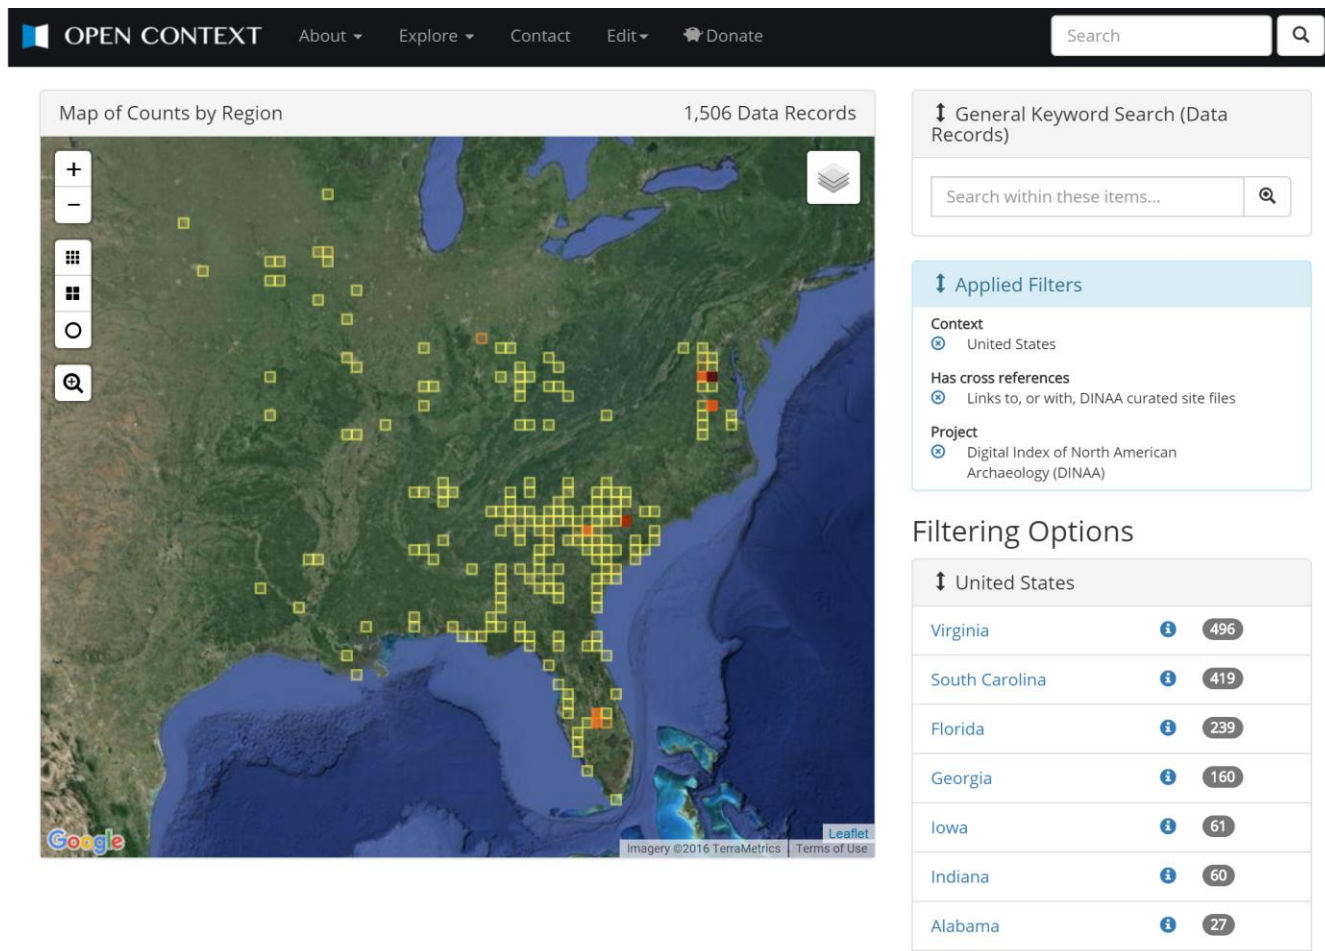 OPEN CONTEXT About Explore Contact Edit Donate Search
Map of Counts by Region 1,506 Data Records
+
−
Google
Leaflet
Imagery ©2016 TerraMetrics Terms of Use
General Keyword Search (Data
Records)
Search within these items...
Applied Filters
Context
United States
Has cross references
Links to, or with, DINAA curated site files
Project
Digital Index of North American
Archaeology (DINAA)
Filtering Options
United States
Virginia 496
South Carolina 419
Florida 239
Georgia 160
Iowa 61
Indiana 60
Alabama 27